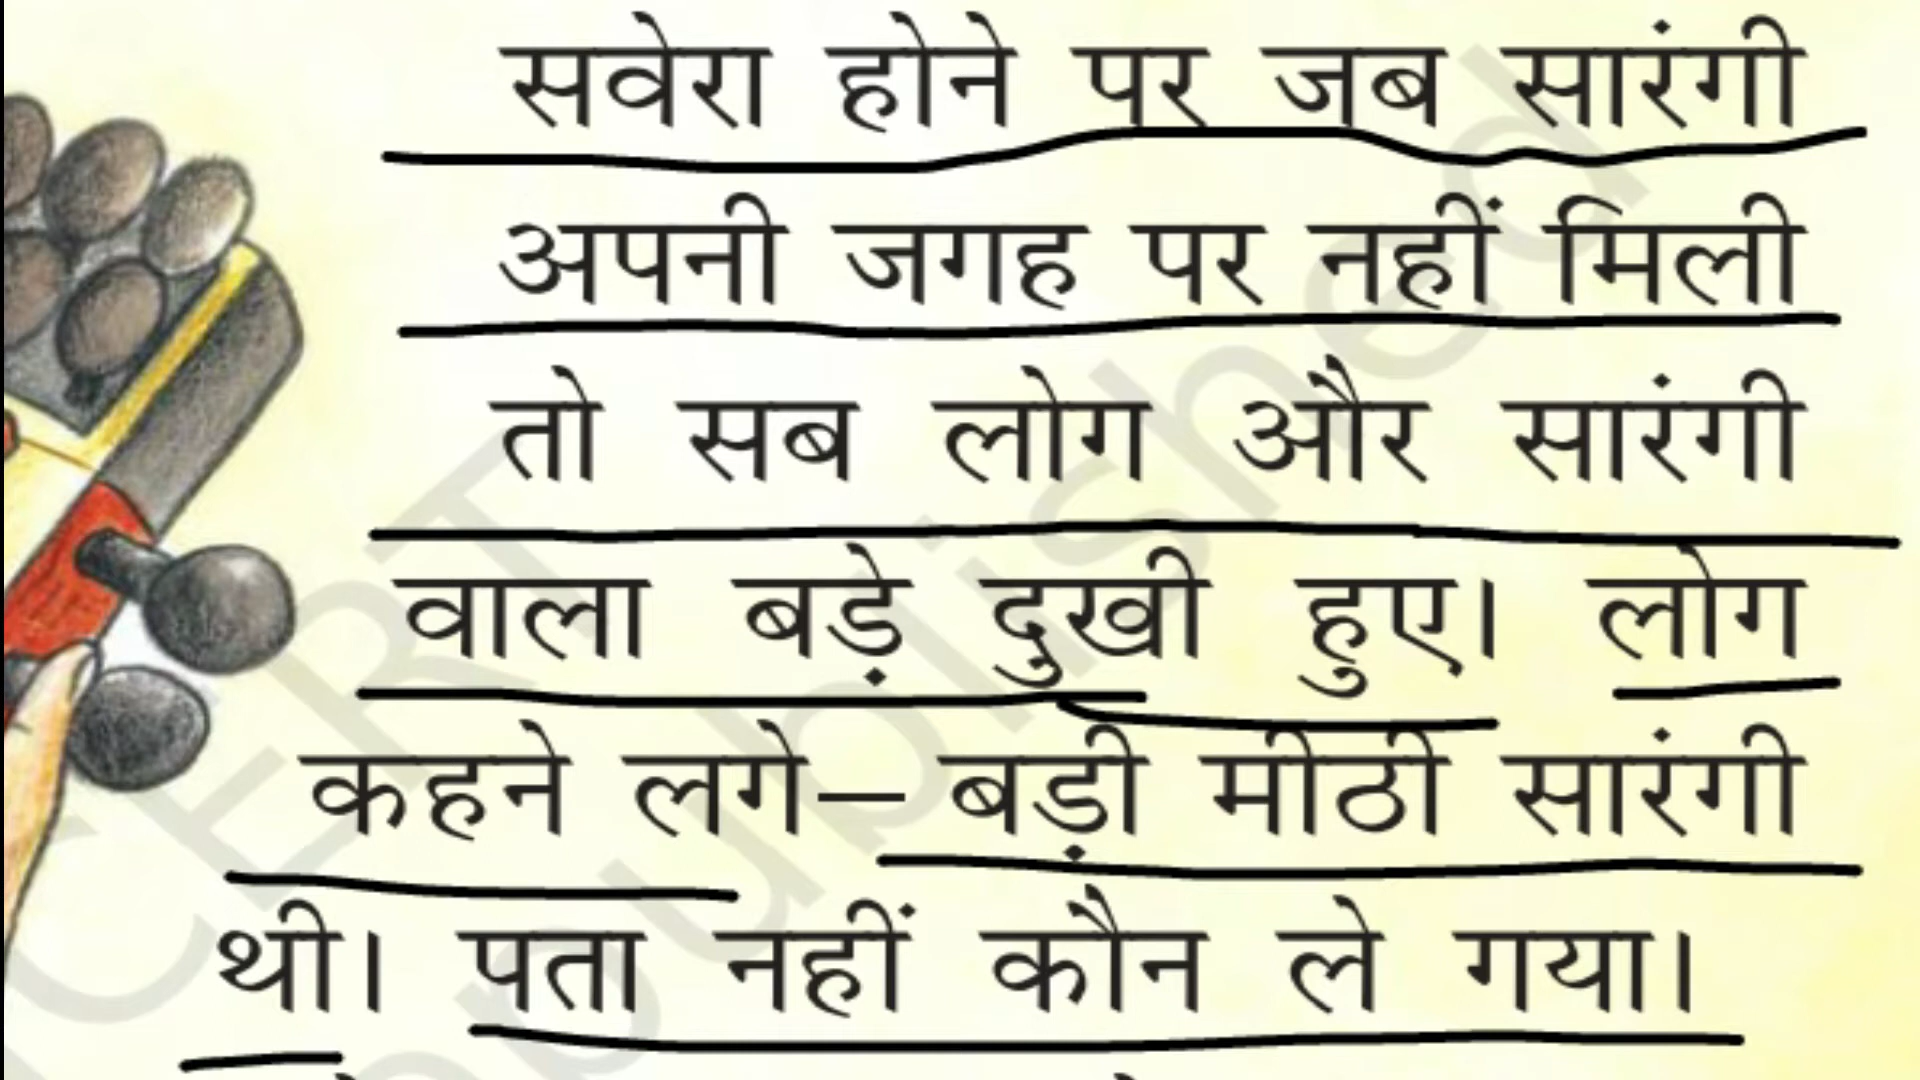 सवेरा होने पर जब सारंगी
अपनी जगह पर नहीं मिली
तो सब लोग और सारंगी
वाला बड़े दुखी हुए। लोग
कहने लगे– बड़ी मीठी सारंगी
थी। पता नहीं कौन ले गया।